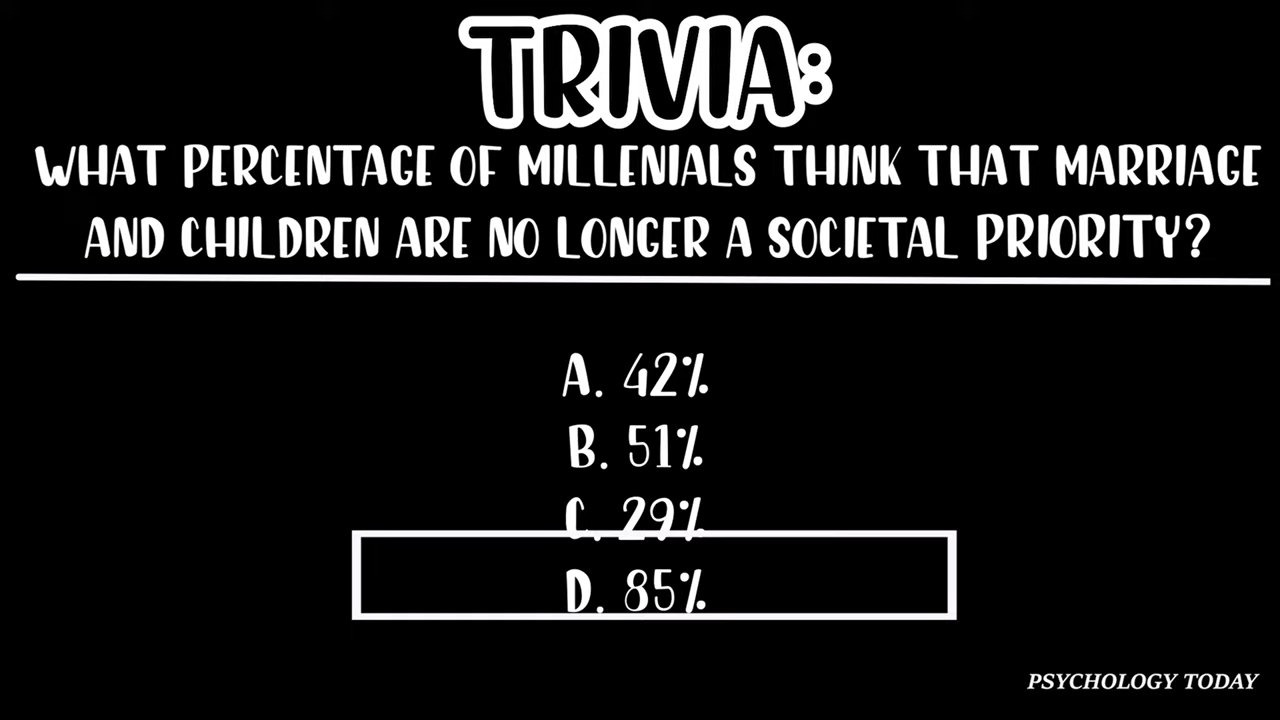 TRIVIA:
WHAT PERCENTAGE OF MILLENIALS THINK THAT MARRIAGE
AND CHILDREN ARE NO LONGER A SOCIETAL PRIORITY?
A. 42%
B. 51%
C. 29%
D. 85%
PSYCHOLOGY TODAY